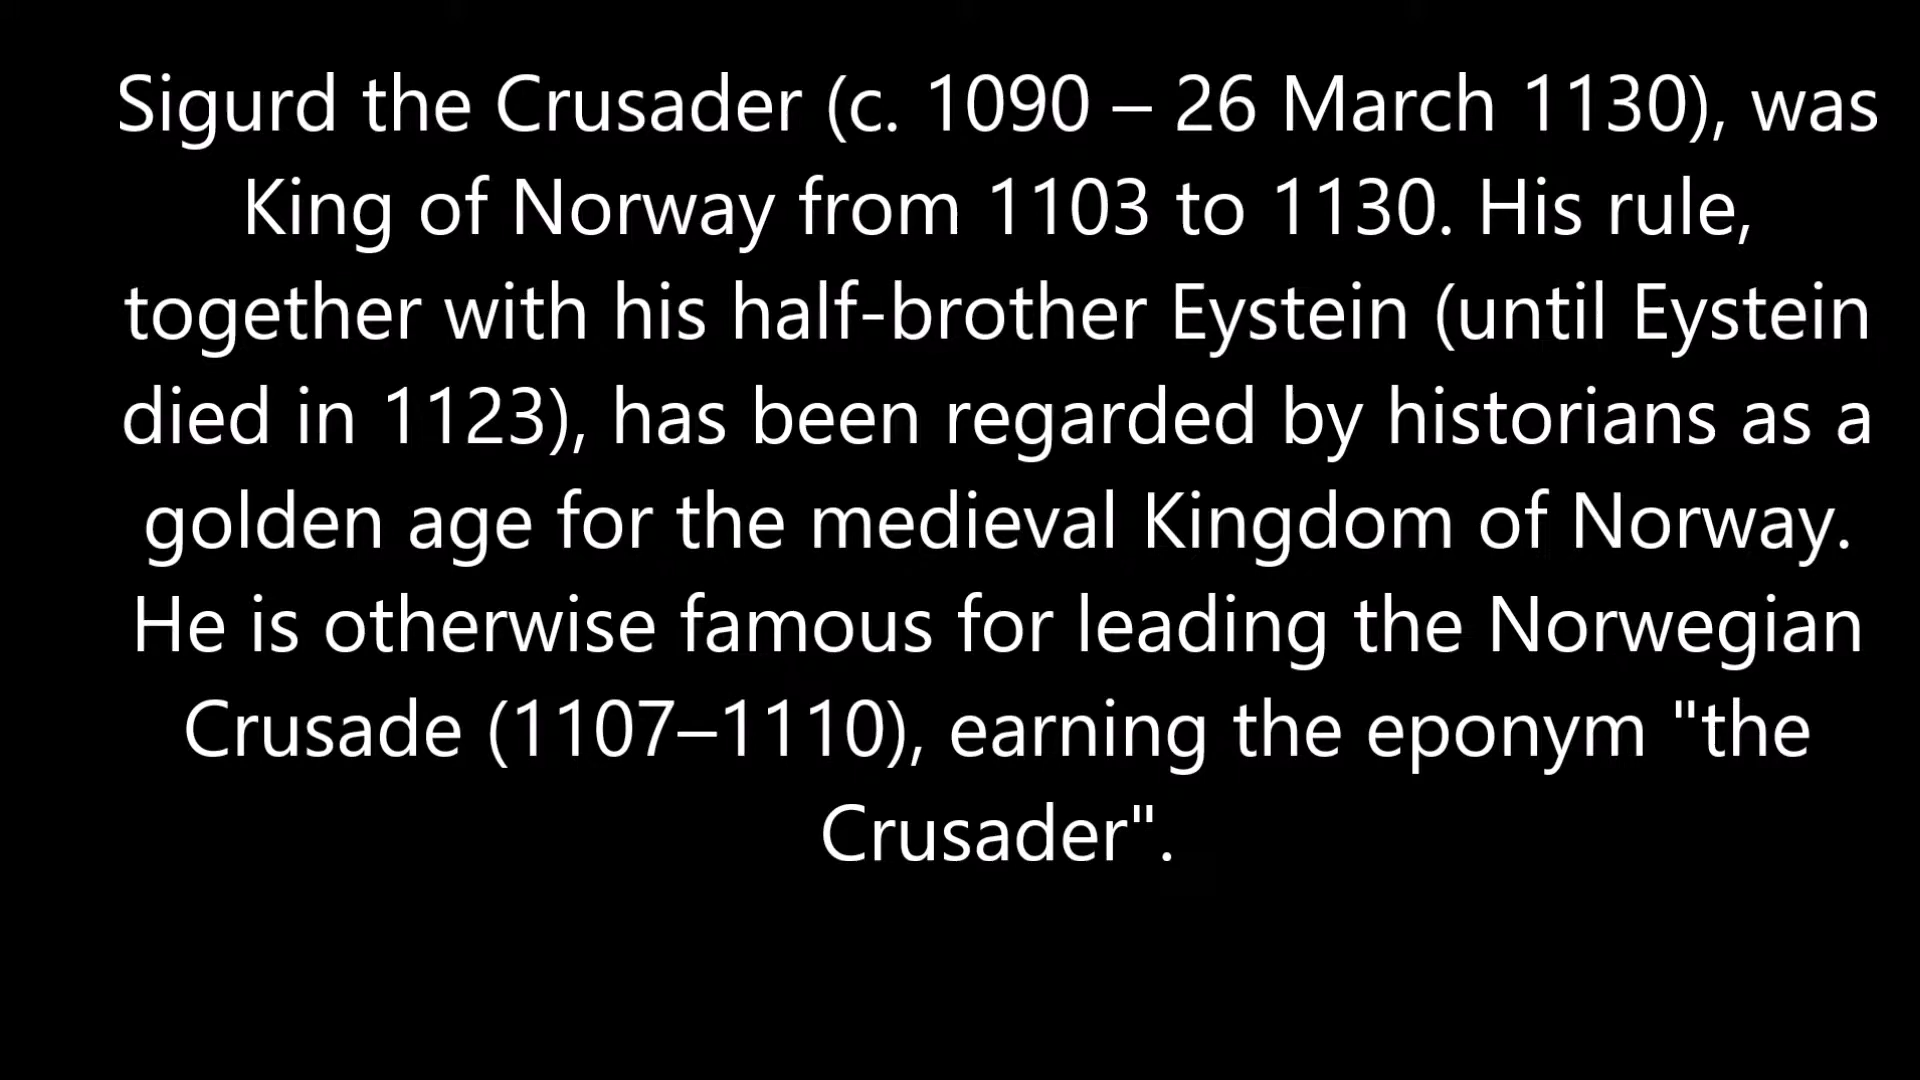 Sigurd the Crusader (c. 1090 – 26 March 1130), was
King of Norway from 1103 to 1130. His rule,
together with his half-brother Eystein (until Eystein
died in 1123), has been regarded by historians as a
golden age for the medieval Kingdom of Norway.
He is otherwise famous for leading the Norwegian
Crusade (1107–1110), earning the eponym "the
Crusader".